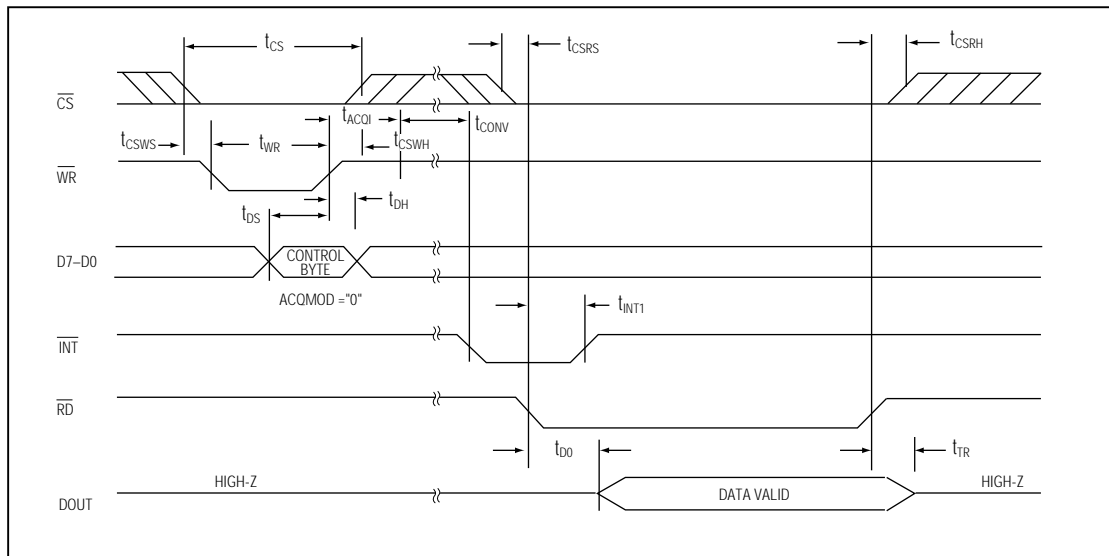 tCS
tCSRS
tCSRH
CS
tACQI
tCONV
tCSWS
tWR
tCSWH
WR
tDS
tDH
D7–D0
CONTROL
BYTE
ACQMOD ="0"
tINT1
INT
RD
tD0
tTR
HIGH-Z
HIGH-Z
DOUT
DATA VALID